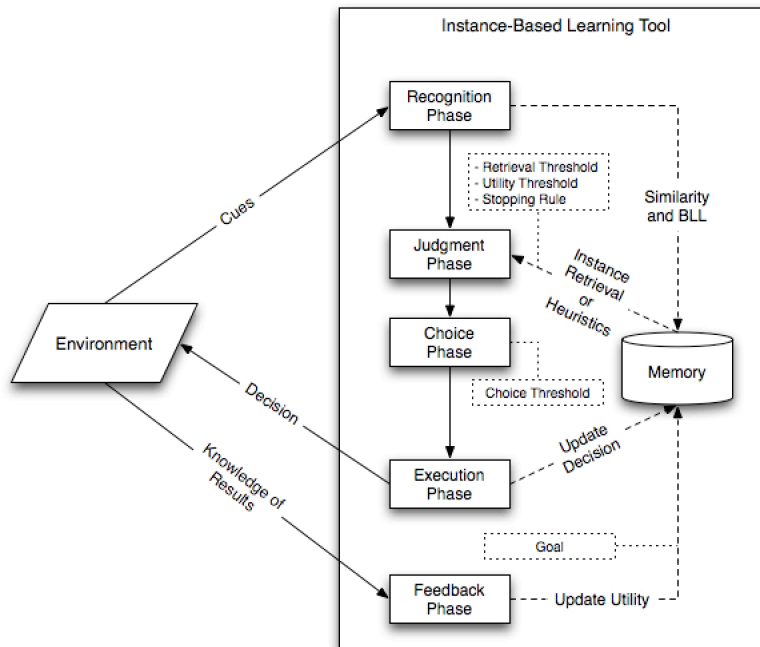 Instance-Based Learning Tool
Recognition
Phase
- Retrieval Threshold
- Utility Threshold
- Stopping Rule
Similarity
and BLL
Cues
Judgment
Phase
Instance
Retrieval
or
Heuristics
Environment
Choice
Phase
Memory
Choice Threshold
Decision
Update
Decision
Execution
Phase
Knowledge of
Results
Goal
Feedback
Phase
Update Utility